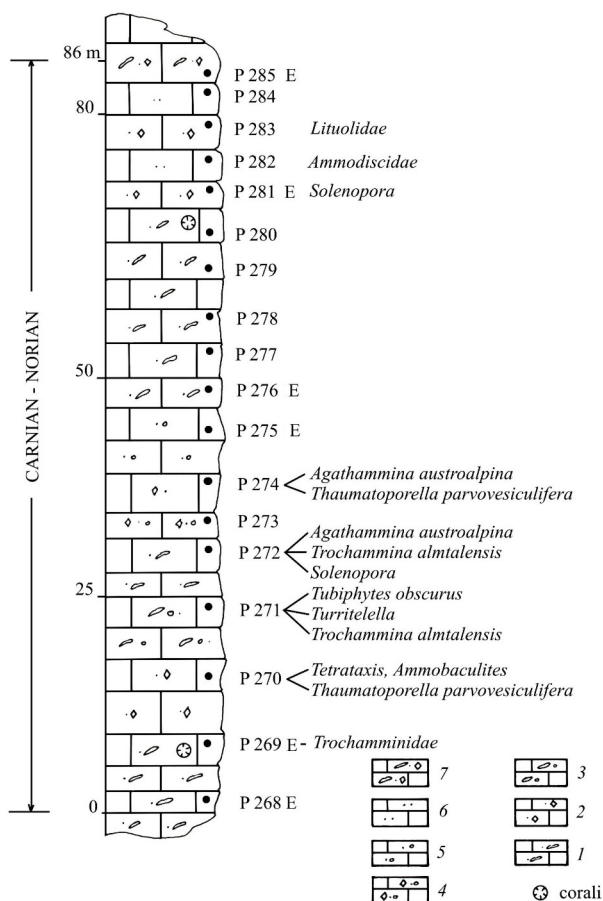 86 m
P 285 E
P 284
80
P 283 Lituolidae
P 282 Ammodiscidae
P 281 E Solenopora
P 280
P 279
P 278
P 277
50
P 276 E
P 275 E
Agathammina austroalpina
P 274
Thaumatoporella parvovesiculifera
P 273
Agathammina austroalpina
P 272 Trochammina almtalensis
Solenopora
25
Tubiphytes obscurus
P 271 Turritelella
Trochammina almtalensis
Tetrataxis, Ammobaculites
P 270
Thaumatoporella parvovesiculifera
P 269 E - Trochamminidae
P 268 E
0
CARNIAN - NORIAN
7
3
6
2
5
1
4
corali